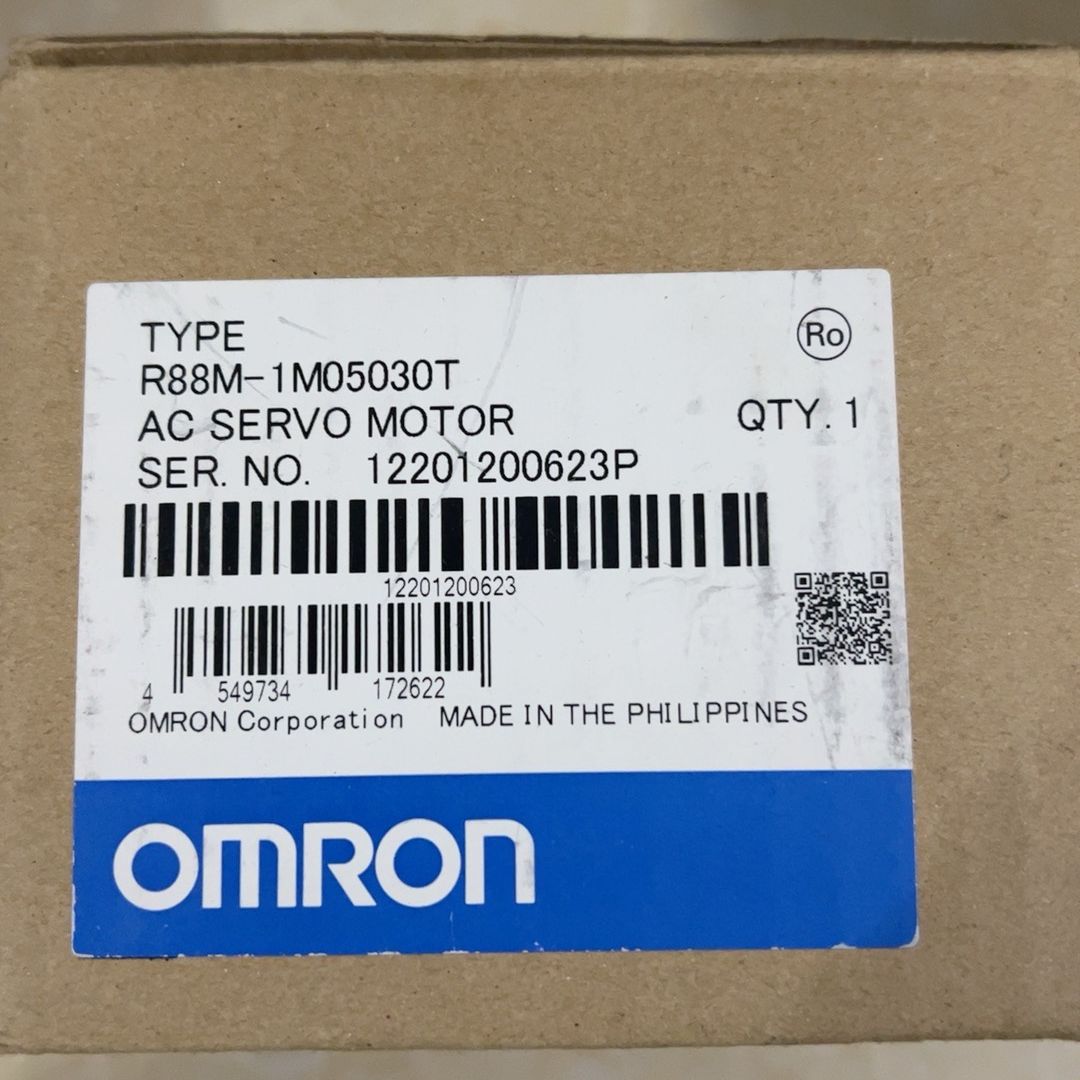 TYPE
Ro
R88M-1M05030T
AC SERVO MOTOR
QTY. 1
SER. NO. 12201200623P
12201200623
4 549734 172622
OMRON Corporation MADE IN THE PHILIPPINES
OMRON